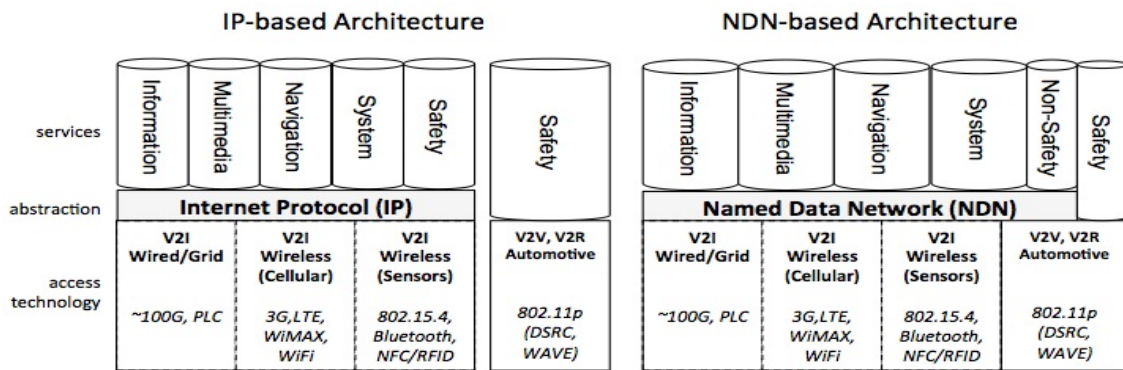 IP-based Architecture
services
abstraction
access
technology
Information
Multimedia
Navigation
System
Safety
Safety
Internet Protocol (IP)
V2I
Wired/Grid
~100G, PLC
V2I
Wireless
(Cellular)
3G,LTE,
WiMAX,
WiFi
V2I
Wireless
(Sensors)
802.15.4,
Bluetooth,
NFC/RFID
V2V, V2R
Automotive
802.11p
(DSRC,
WAVE)
NDN-based Architecture
Information
Multimedia
Navigation
System
Non-Safety
Safety
Named Data Network (NDN)
V2I
Wired/Grid
~100G, PLC
V2I
Wireless
(Cellular)
3G,LTE,
WiMAX,
WiFi
V2I
Wireless
(Sensors)
802.15.4,
Bluetooth,
NFC/RFID
V2V, V2R
Automotive
802.11p
(DSRC,
WAVE)